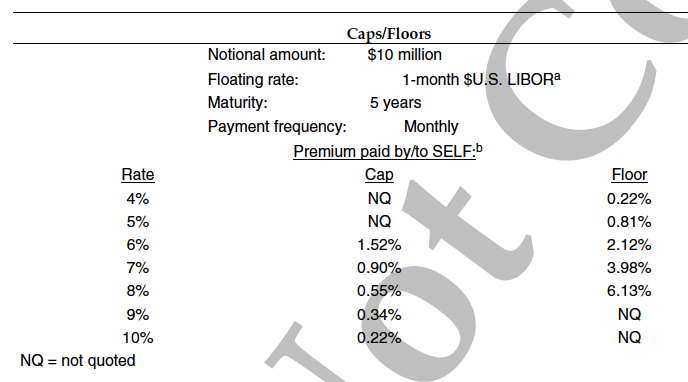 Caps/Floors
Notional amount: $10 million
Floating rate: 1-month $U.S. LIBORᵃ
Maturity: 5 years
Payment frequency: Monthly
Premium paid by/to SELF:ᵇ
Rate Cap Floor
4% NQ 0.22%
5% NQ 0.81%
6% 1.52% 2.12%
7% 0.90% 3.98%
8% 0.55% 6.13%
9% 0.34% NQ
10% 0.22% NQ
NQ = not quoted